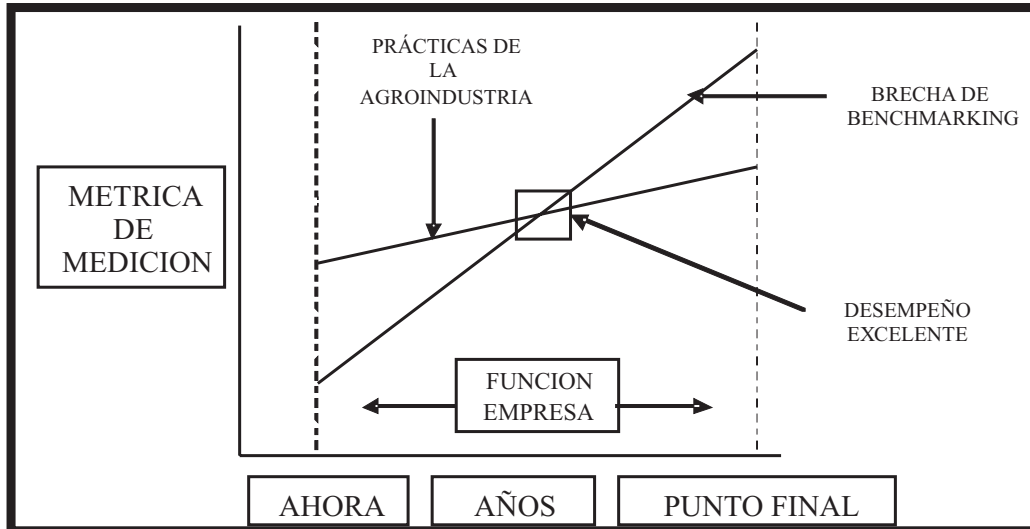 PRÁCTICAS DE
LA
AGROINDUSTRIA
BRECHA DE
BENCHMARKING
METRICA
DE
MEDICION
DESEMPEÑO
EXCELENTE
FUNCION
EMPRESA
AHORA
AÑOS
PUNTO FINAL